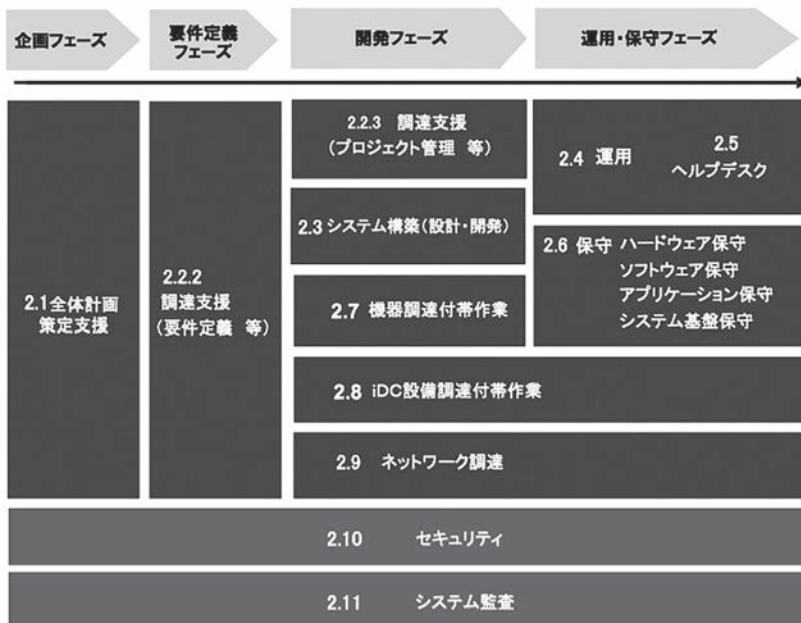 企画フェーズ
要件定義
フェーズ
開発フェーズ
運用・保守フェーズ
2.1全体計画
策定支援
2.2.2
調達支援
(要件定義 等)
2.2.3 調達支援
(プロジェクト管理 等)
2.3 システム構築(設計・開発)
2.7 機器調達付帯作業
2.4 運用
2.5
ヘルプデスク
2.6 保守 ハードウェア保守
ソフトウェア保守
アプリケーション保守
システム基盤保守
2.8 iDC設備調達付帯作業
2.9 ネットワーク調達
2.10 セキュリティ
2.11 システム監査